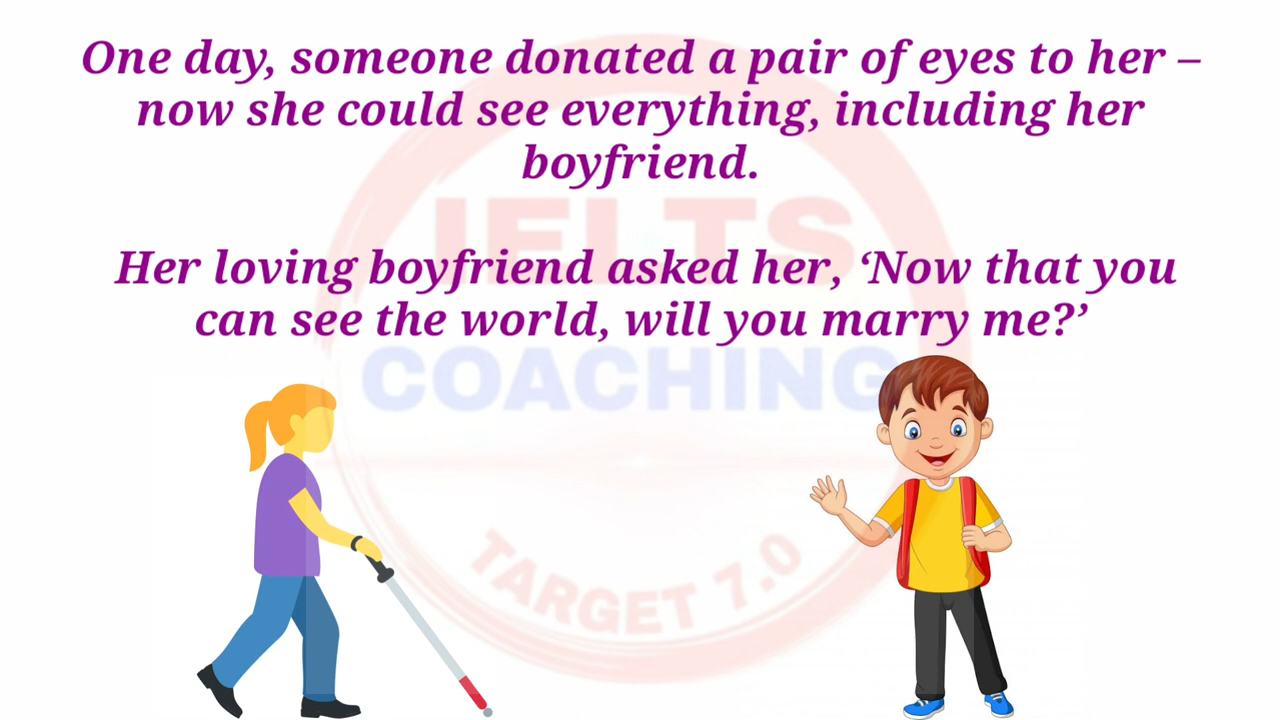 One day, someone donated a pair of eyes to her –
now she could see everything, including her
boyfriend.
Her loving boyfriend asked her, ‘Now that you
can see the world, will you marry me?’
IELTS
COACHING
TARGET 7.0